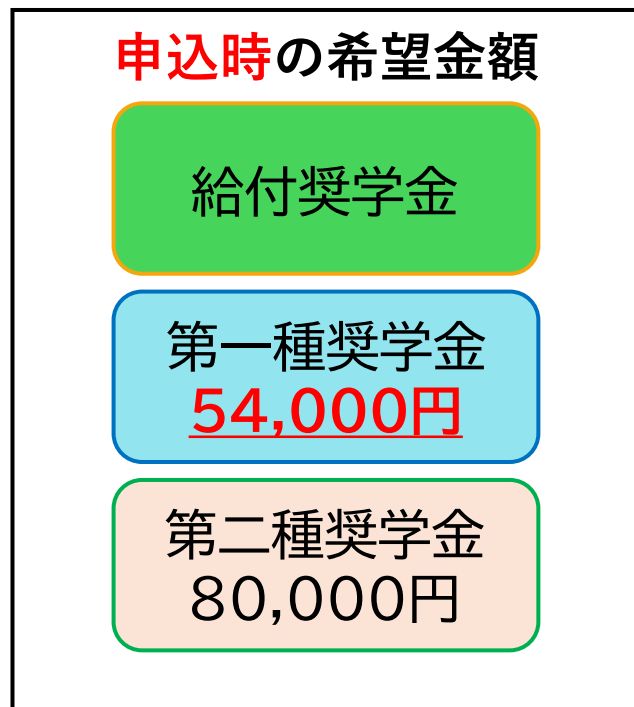 申込時の希望金額
給付奨学金
第一種奨学金
54,000円
第二種奨学金
80,000円